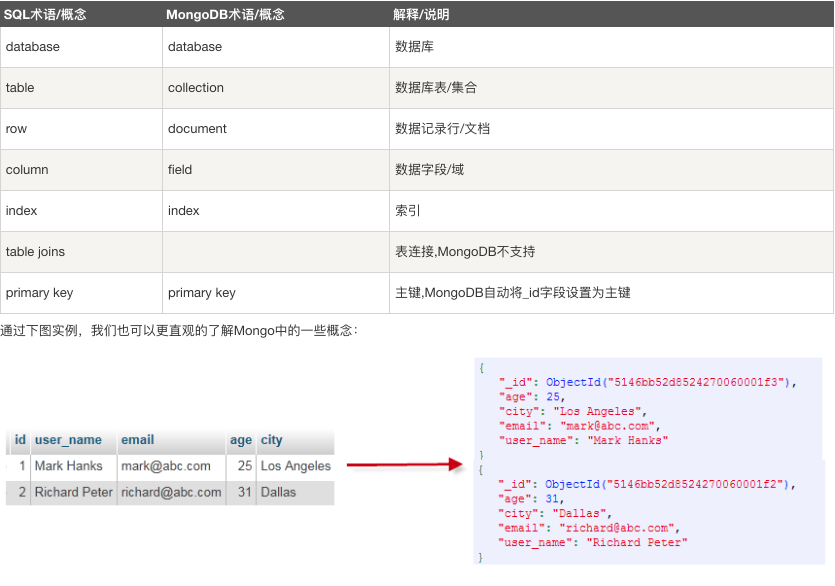 SQL术语/概念 MongoDB术语/概念 解释/说明
database database 数据库
table collection 数据库表/集合
row document 数据记录行/文档
column field 数据字段/域
index index 索引
table joins 表连接,MongoDB不支持
primary key primary key 主键,MongoDB自动将_id字段设置为主键
通过下图实例，我们也可以更直观的了解Mongo中的一些概念：
id user_name email age city
1 Mark Hanks mark@abc.com 25 Los Angeles
2 Richard Peter richard@abc.com 31 Dallas
{
"_id": ObjectId("5146bb52d8524270060001f3"),
"age": 25,
"city": "Los Angeles",
"email": "mark@abc.com",
"user_name": "Mark Hanks"
}
{
"_id": ObjectId("5146bb52d8524270060001f2"),
"age": 31,
"city": "Dallas",
"email": "richard@abc.com",
"user_name": "Richard Peter"
}